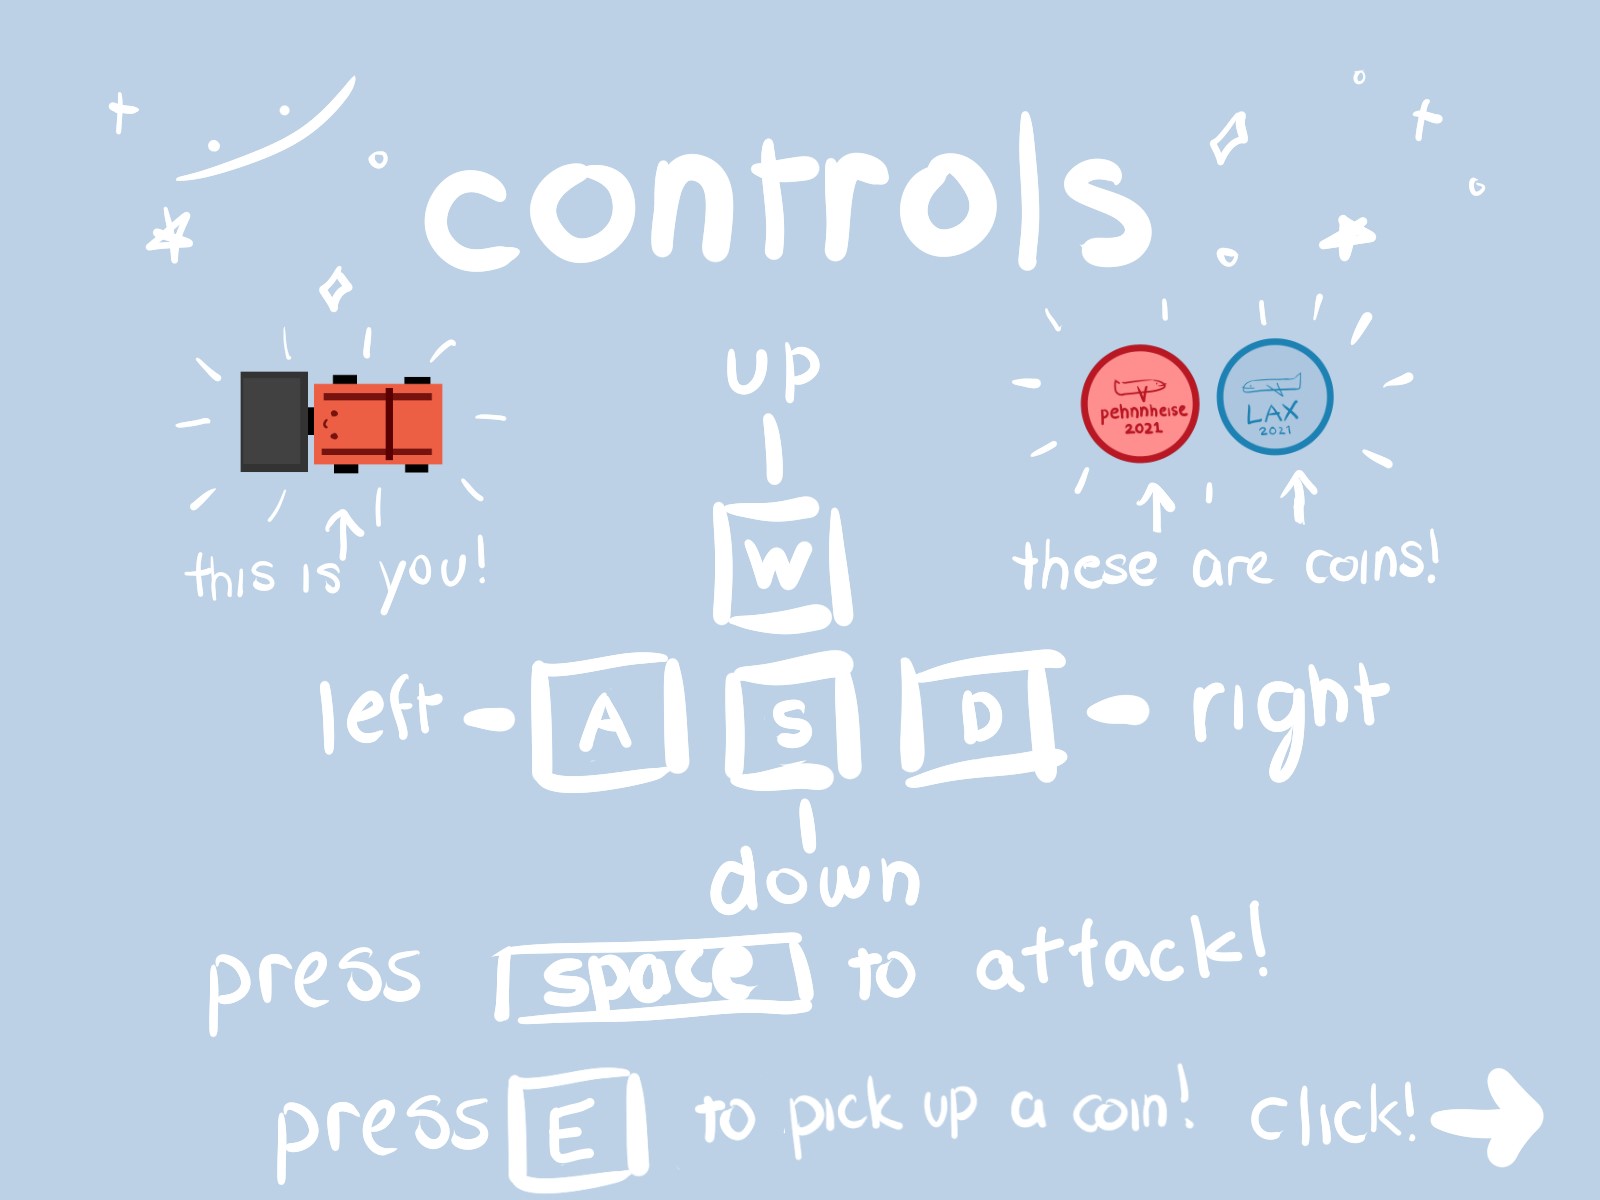 controls
up
pehnnheise
2021
LAX
2021
W
this is you!
these are coins!
left
A
S
D
right
down
press space to attack!
press E to pick up a coin! click!